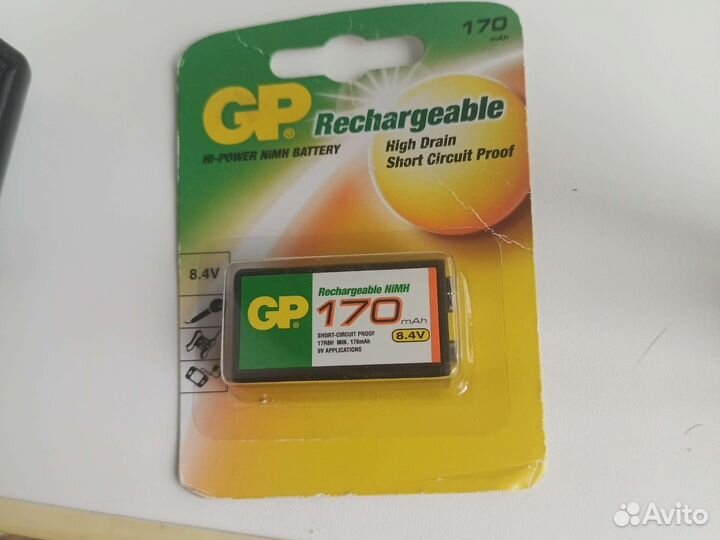 170
mAh
GP®
Rechargeable
NI-POWER NiMH BATTERY
High Drain
Short Circuit Proof
8.4V
GP
Rechargeable NiMH
170 mAh
SHORT-CIRCUIT PROOF
17R8H MIN. 170mAh
9V APPLICATIONS
8.4V
Avito